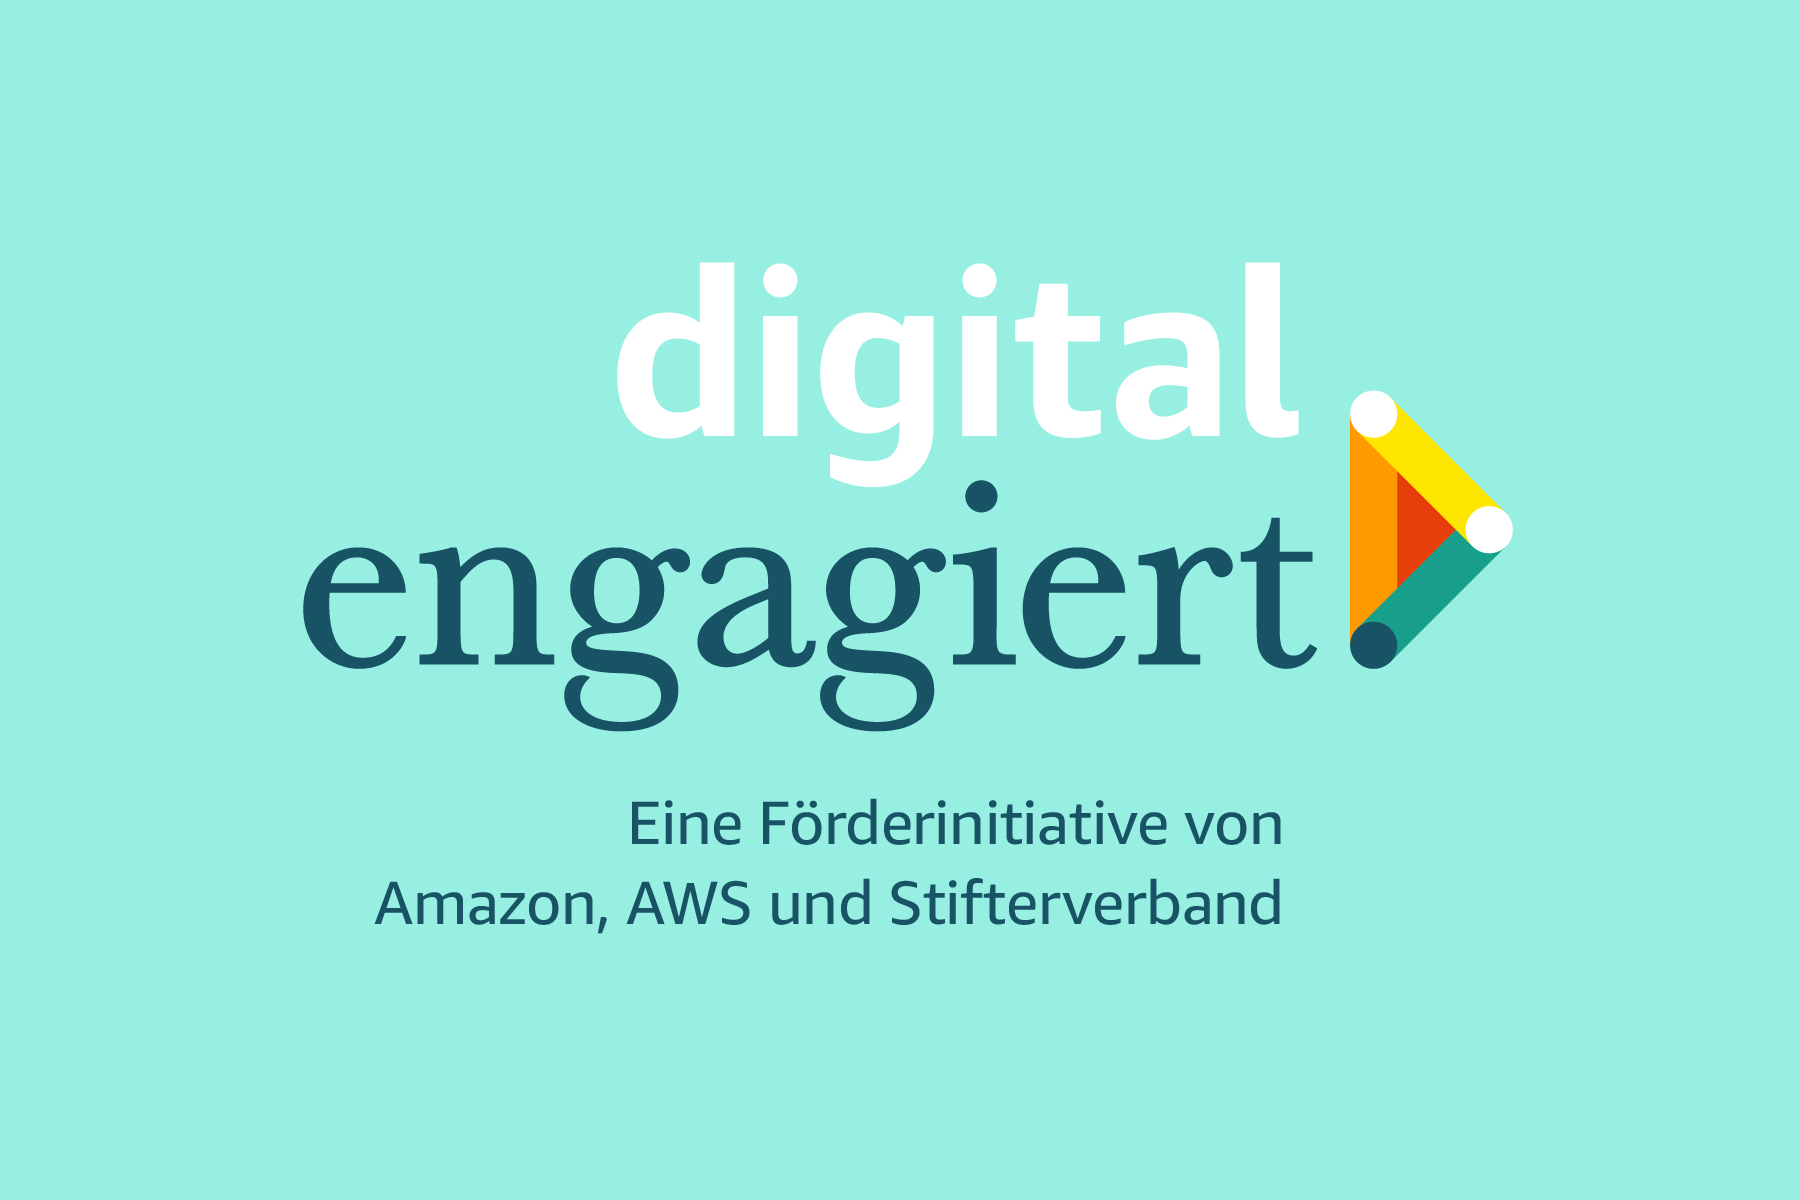 digital
engagiert
Eine Förderinitiative von
Amazon, AWS und Stifterverband